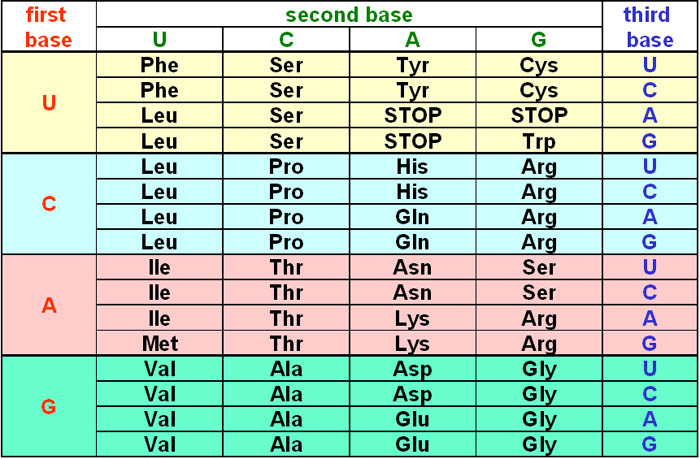 first second base third
base U C A G base
Phe Ser Tyr Cys U
Phe Ser Tyr Cys C
U
Leu Ser STOP STOP A
Leu Ser STOP Trp G
Leu Pro His Arg U
Leu Pro His Arg C
C
Leu Pro Gln Arg A
Leu Pro Gln Arg G
Ile Thr Asn Ser U
Ile Thr Asn Ser C
A
Ile Thr Lys Arg A
Met Thr Lys Arg G
Val Ala Asp Gly U
Val Ala Asp Gly C
G
Val Ala Glu Gly A
Val Ala Glu Gly G